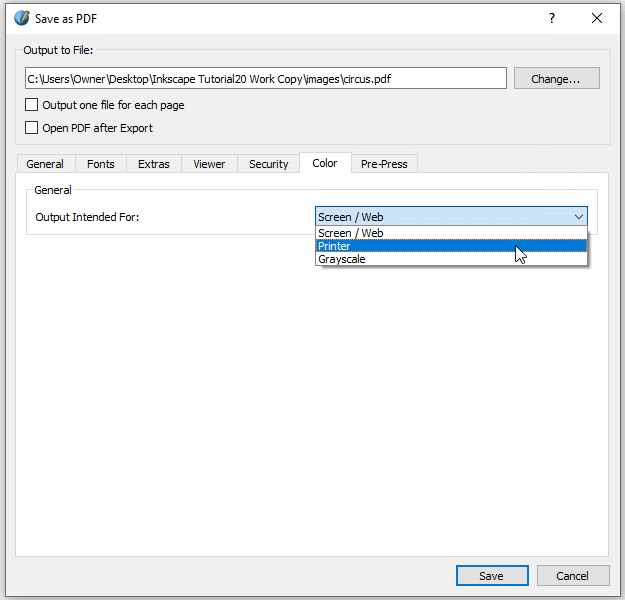 Save as PDF
?
Output to File:
C:\Users\Owner\Desktop\Inkscape Tutorial20 Work Copy\images\circus.pdf
Change...
Output one file for each page
Open PDF after Export
General Fonts Extras Viewer Security Color Pre-Press
General
Output Intended For:
Screen / Web
Screen / Web
Printer
Grayscale
Save Cancel